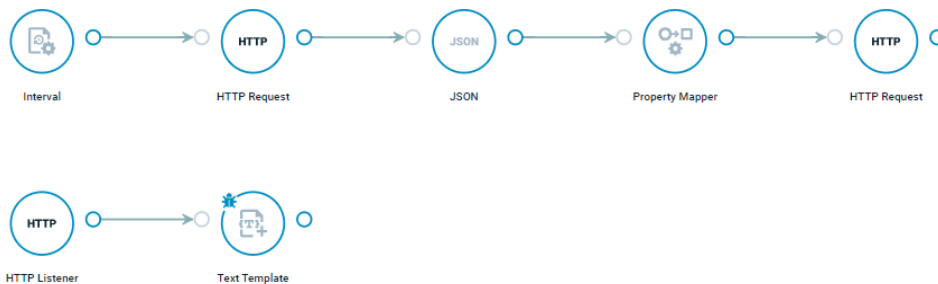 HTTP
JSON
HTTP
Interval
HTTP Request
JSON
Property Mapper
HTTP Request
HTTP
{T}
HTTP Listener
Text Template